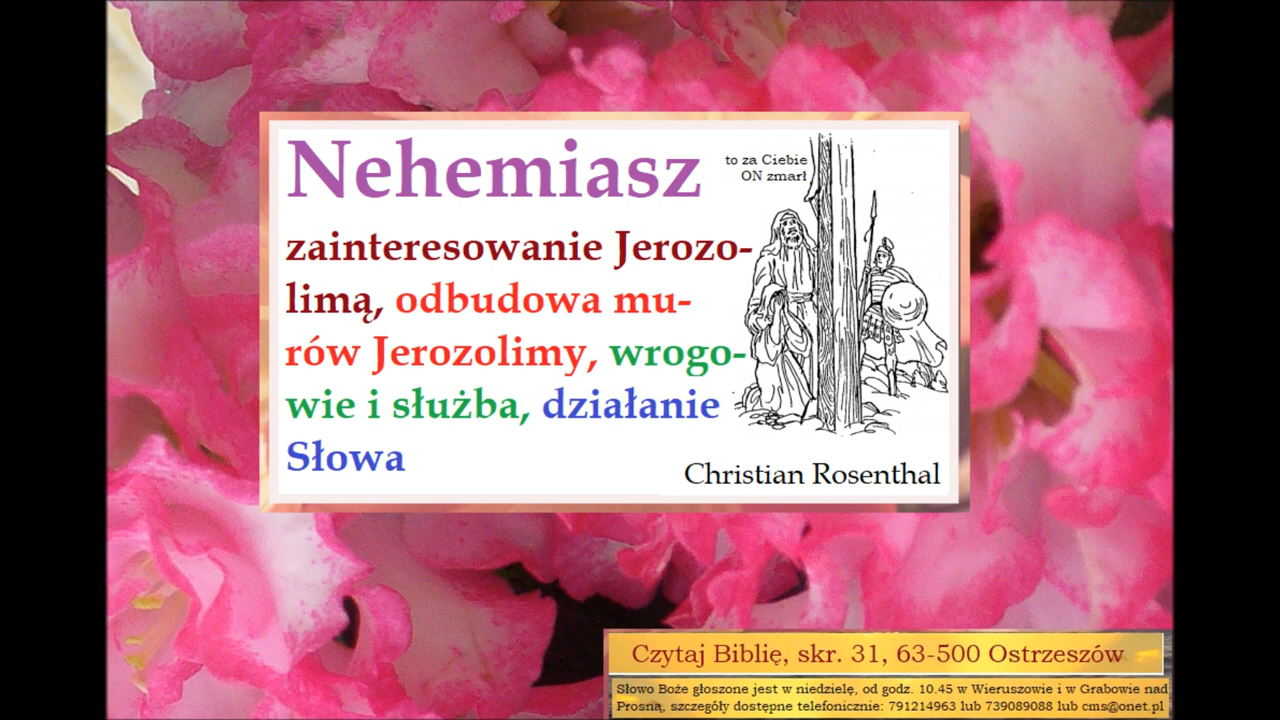 Nehemiasz
to za Ciebie
ON zmarł
zainteresowanie Jerozo-
limą, odbudowa mu-
rów Jerozolimy, wrogo-
wie i służba, działanie
Słowa
Christian Rosenthal
Czytaj Biblię, skr. 31, 63-500 Ostrzeszów
Słowo Boże głoszone jest w niedzielę, od godz. 10.45 w Wieruszowie i w Grabowie nad
Prosną, szczegóły dostępne telefonicznie: 791214963 lub 739089088 lub cms@onet.pl